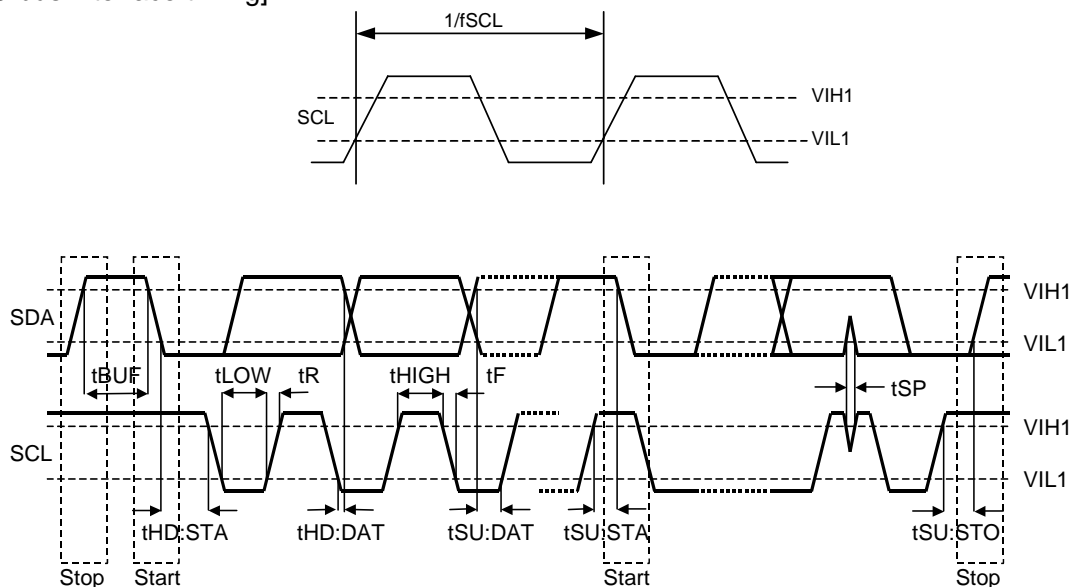 1/fSCL
VIH1
SCL
VIL1
SDA
VIH1
VIL1
tBUF tLOW tR tHIGH tF tSP
SCL
VIH1
VIL1
tHD:STA tHD:DAT tSU:DAT tSU:STA tSU:STO
Stop Start Start Stop